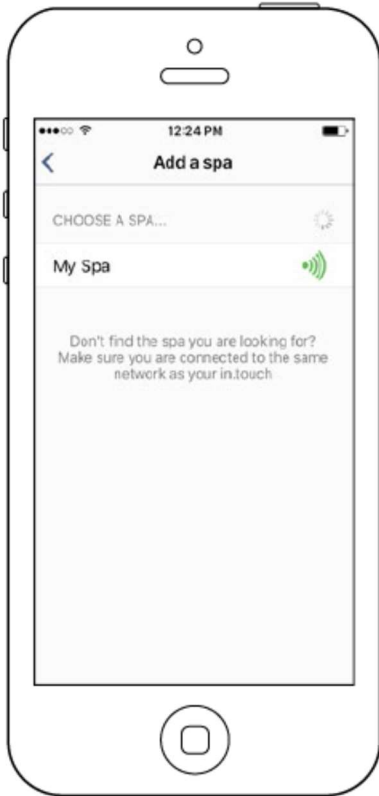 12:24 PM
Add a spa
CHOOSE A SPA...
My Spa
Don't find the spa you are looking for?
Make sure you are connected to the same
network as your in.touch